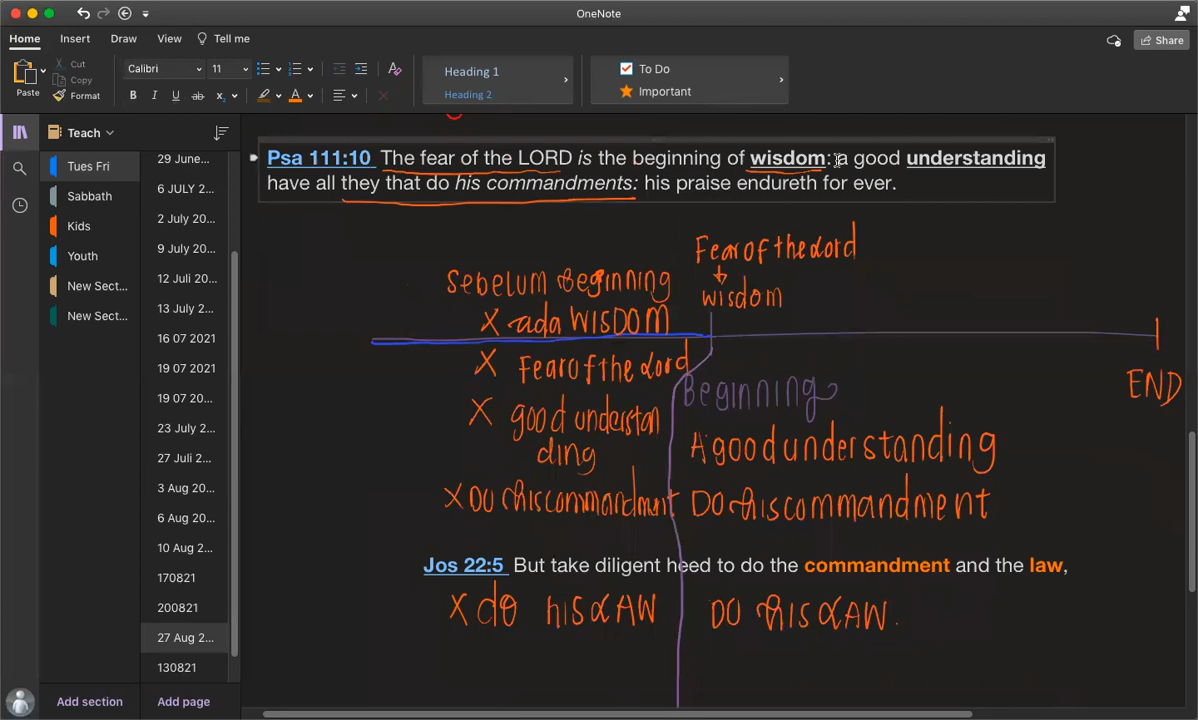 OneNote
Home
Insert
Draw
View
Tell me
Share
Paste
Cut
Copy
Format
Calibri
11
B I U ab x₂ A
Heading 1
Heading 2
To Do
Important
Teach
Tues Fri
Sabbath
Kids
Youth
New Sect...
New Sect...
29 June...
6 JULY 20...
2 July 20...
9 July 20...
12 Juli 20...
13 July 2...
16 07 2021
19 07 2021
19 07 20...
23 July 2...
27 Juli 2...
3 Aug 20...
6 Aug 20...
10 Aug 2...
170821
200821
27 Aug 2...
130821
Add section
Add page
Psa 111:10 The fear of the LORD is the beginning of wisdom: a good understanding
have all they that do his commandments: his praise endureth for ever.
Fear of the Lord
wisdom
Sebelum Beginning
X ada WISDOM
X Fear of the Lord
X good understan
ding
X DO his commandment
Beginning
A good understanding
DO his commandment
END
Jos 22:5 But take diligent heed to do the commandment and the law,
X do his LAW
DO his LAW.